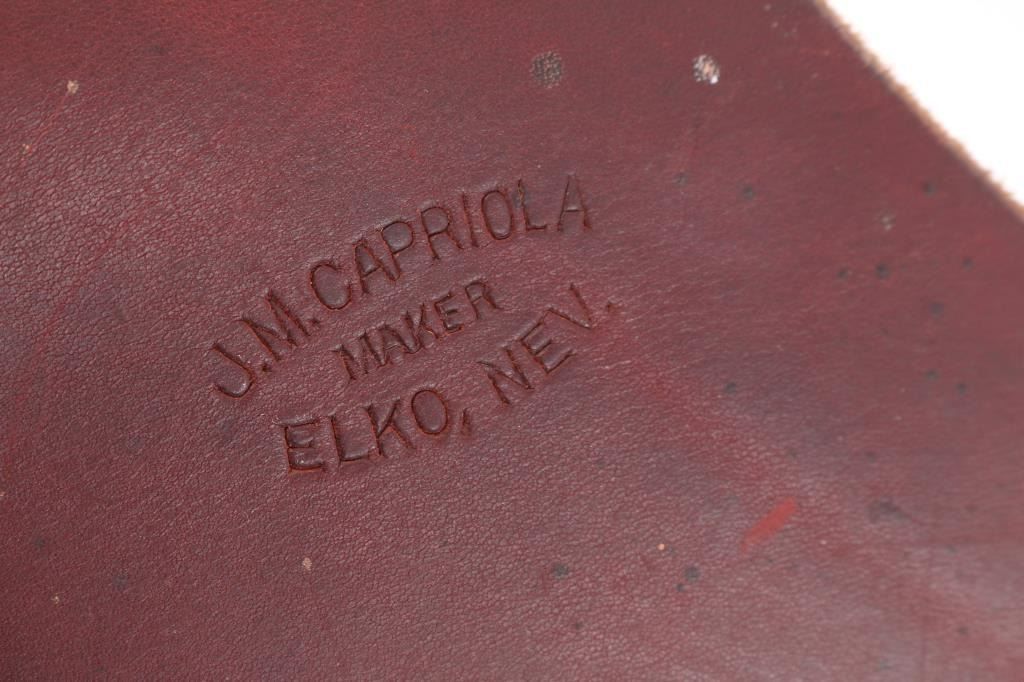 J.M. CAPRIOLA
MAKER
ELKO, NEV.